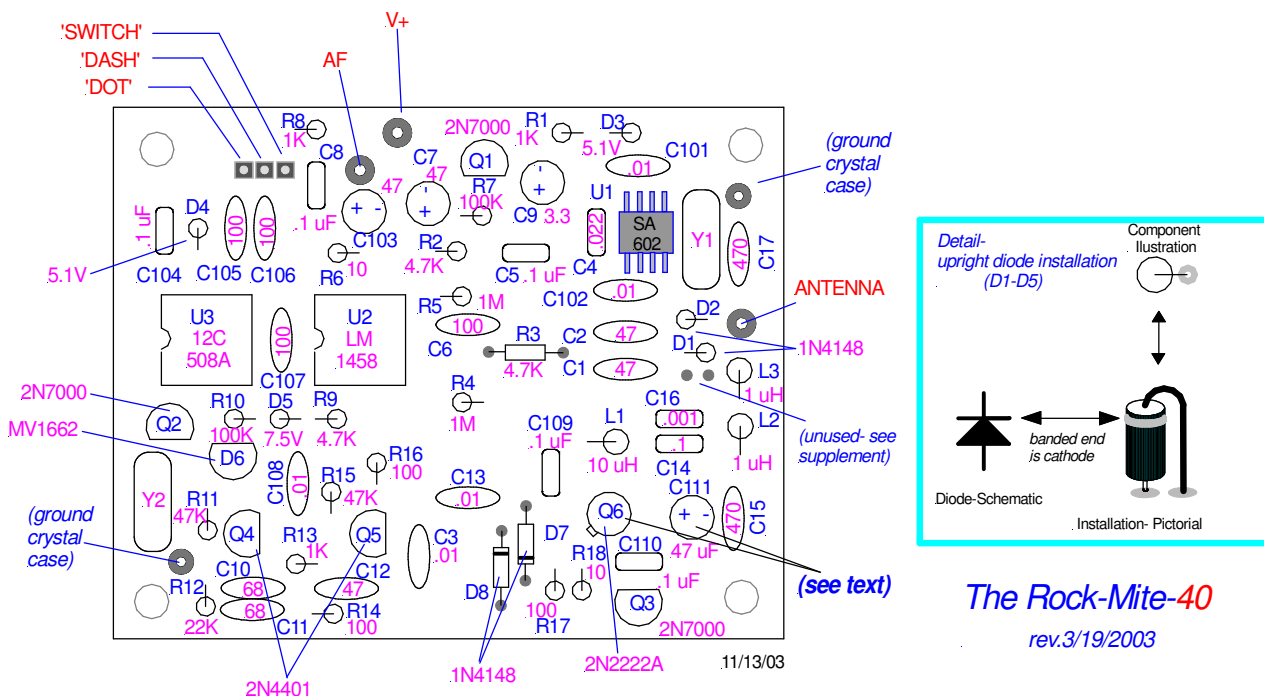 'SWITCH'
'DASH'
'DOT'
V+
AF
R8
1K
C8
.1 uF
C7
47
47
C103
2N7000
Q1
R7
100K
R1
1K
D3
5.1V
C101
.01
(ground
crystal
case)
C9
3.3
U1
SA
602
.022
C4
Y1
470
C17
.1 uF
D4
5.1V
C104
100
100
C105
C106
R6
10
R2
4.7K
C5
.1 uF
C102
.01
R5
1M
100
C6
R3
4.7K
C2
47
C1
47
D2
D1
ANTENNA
1N4148
U3
12C
508A
100
C107
U2
LM
1458
L3
.1 uH
2N7000
Q2
MV1662
R10
100K
D5
7.5V
R9
4.7K
R4
1M
C109
.1 uF
L1
10 uH
C16
.001
.1
C14
L2
.1 uH
(unused- see
supplement)
D6
Y2
R11
47K
C108
.01
R15
47K
R16
100
C13
.01
Q6
C111
+ -
47 uF
470
C15
(ground
crystal
case)
Q4
R13
1K
Q5
C3
.01
D7
D8
R18
10
C110
.1 uF
(see text)
R12
22K
C10
68
68
C11
C12
47
R14
100
100
R17
Q3
2N7000
2N4401
1N4148
2N2222A
11/13/03
Detail-
upright diode installation
(D1-D5)
Component
Ilustration
banded end
is cathode
Diode-Schematic
Installation- Pictorial
The Rock-Mite-40
rev.3/19/2003